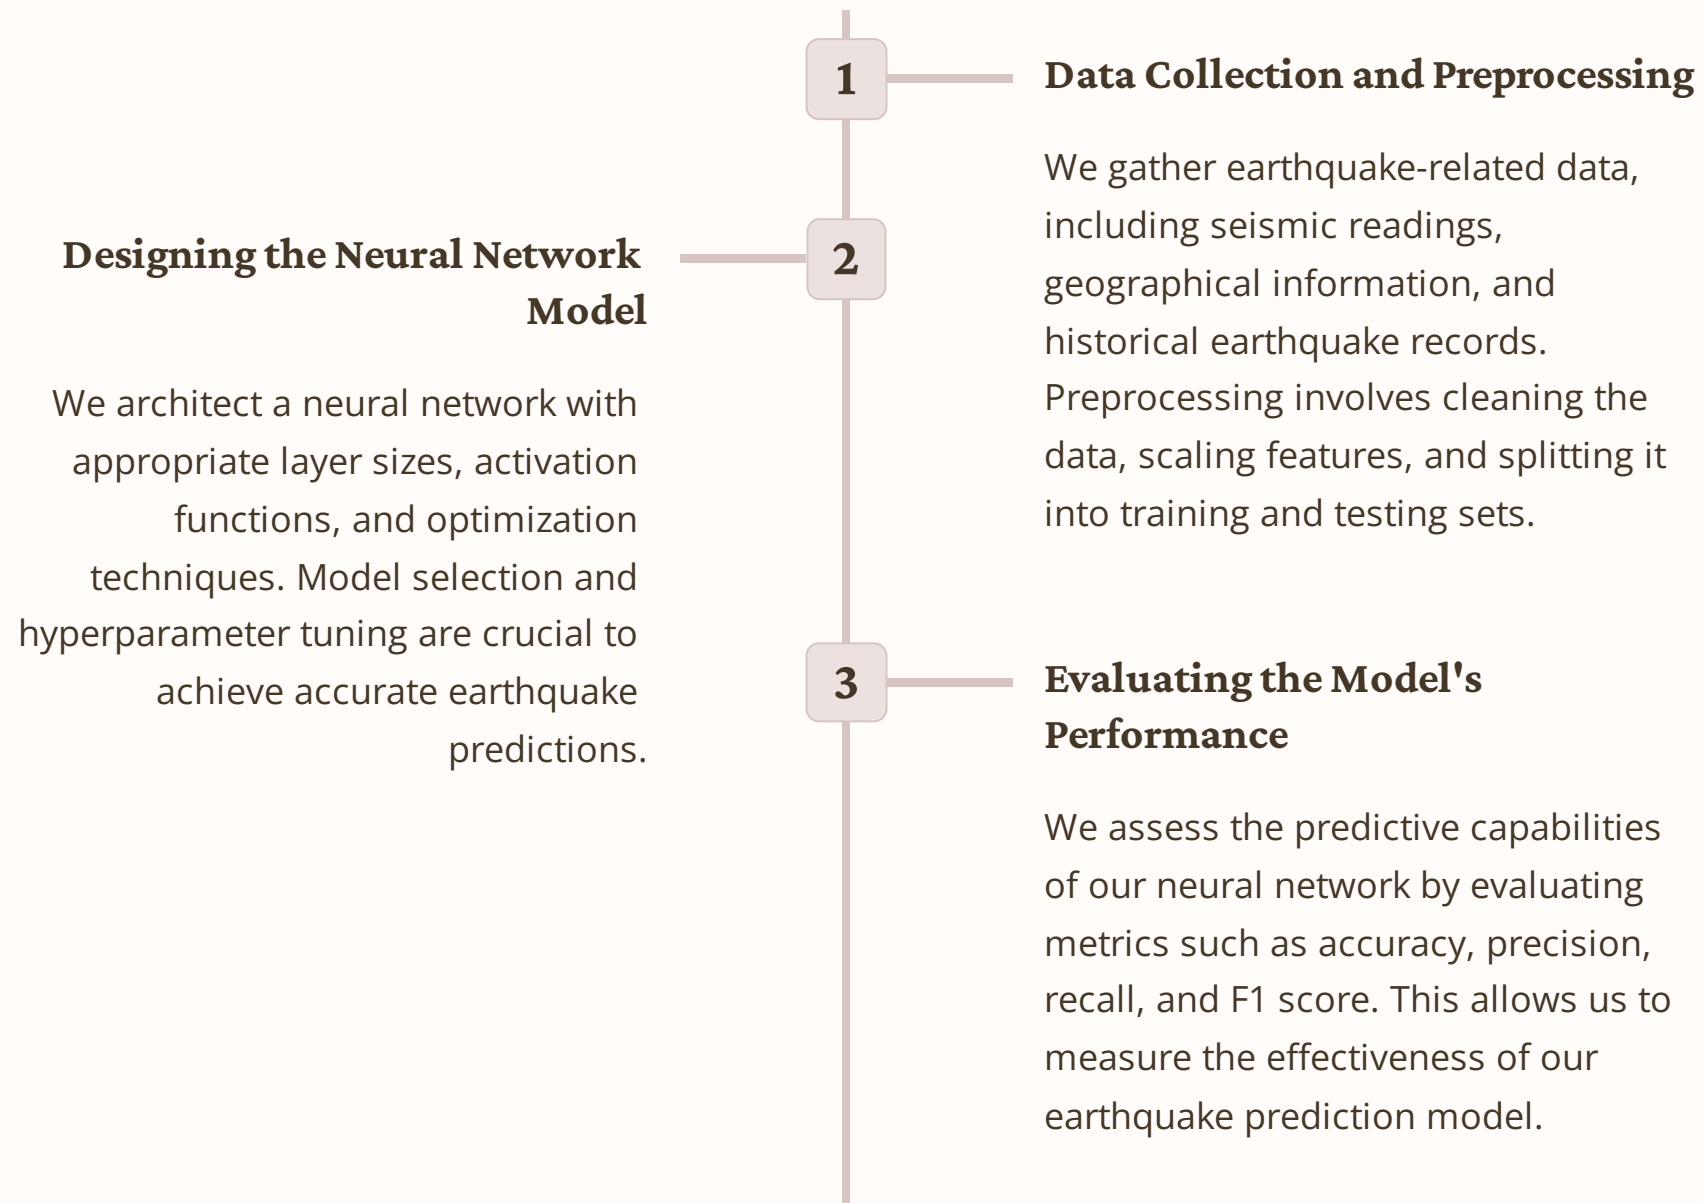 1
Data Collection and Preprocessing
We gather earthquake-related data,
including seismic readings,
geographical information, and
historical earthquake records.
Preprocessing involves cleaning the
data, scaling features, and splitting it
into training and testing sets.
2
Designing the Neural Network
Model
We architect a neural network with
appropriate layer sizes, activation
functions, and optimization
techniques. Model selection and
hyperparameter tuning are crucial to
achieve accurate earthquake
predictions.
3
Evaluating the Model's
Performance
We assess the predictive capabilities
of our neural network by evaluating
metrics such as accuracy, precision,
recall, and F1 score. This allows us to
measure the effectiveness of our
earthquake prediction model.